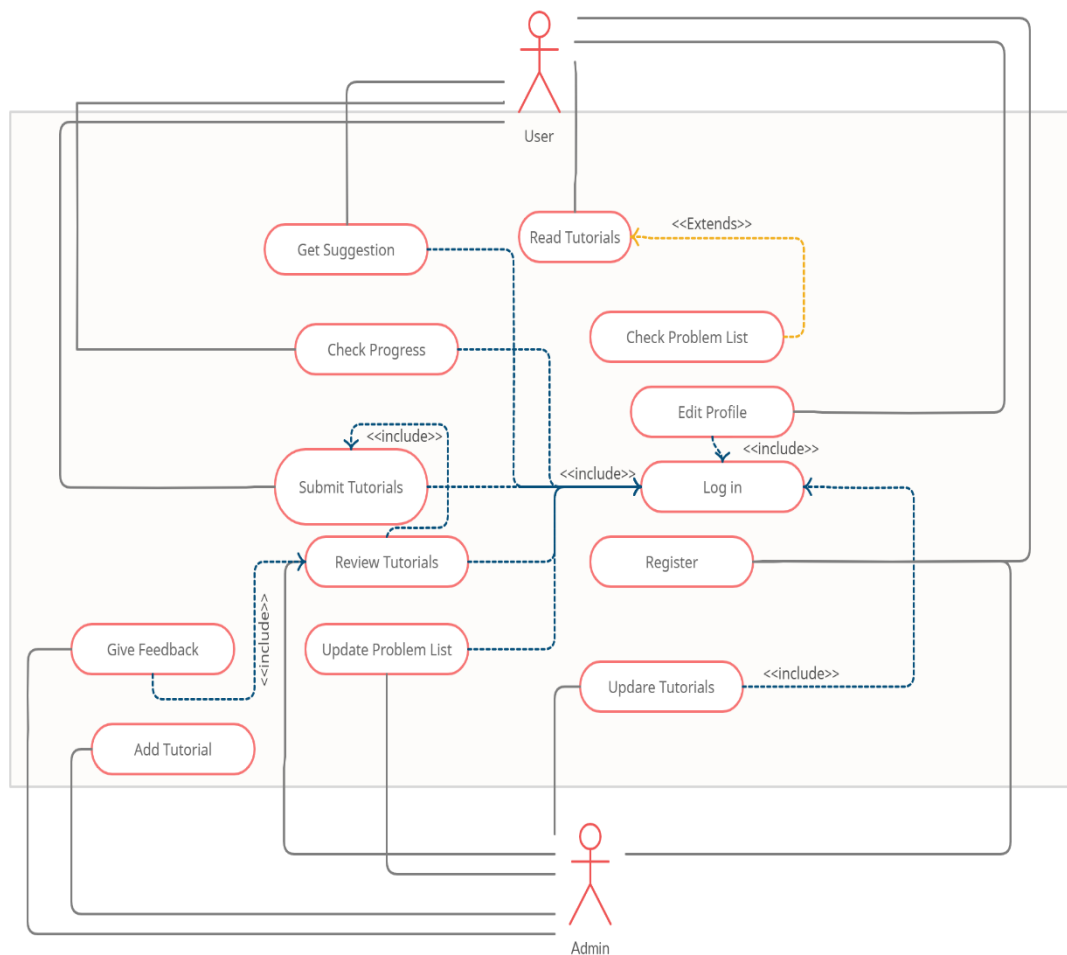 User
<<Extends>>
Read Tutorials
Get Suggestion
Check Problem List
Check Progress
Edit Profile
<<include>>
<<include>>
<<include>>
Submit Tutorials
Log in
Review Tutorials
Register
<<include>>
Give Feedback
Update Problem List
<<include>>
Updare Tutorials
Add Tutorial
Admin